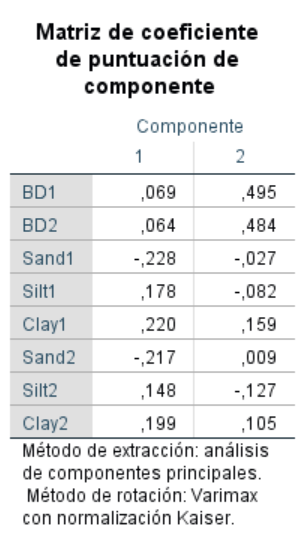 Matriz de coeficiente
de puntuación de
componente
Componente
1 2
BD1 ,069 ,495
BD2 ,064 ,484
Sand1 -,228 -,027
Silt1 ,178 -,082
Clay1 ,220 ,159
Sand2 -,217 ,009
Silt2 ,148 -,127
Clay2 ,199 ,105
Método de extracción: análisis
de componentes principales.
Método de rotación: Varimax
con normalización Kaiser.